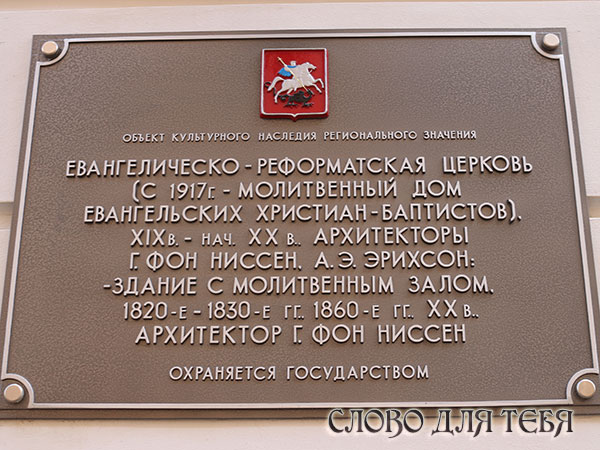 ОБЪЕКТ КУЛЬТУРНОГО НАСЛЕДИЯ РЕГИОНАЛЬНОГО ЗНАЧЕНИЯ
ЕВАНГЕЛИЧЕСКО-РЕФОРМАТСКАЯ ЦЕРКОВЬ
(С 1917г. - МОЛИТВЕННЫЙ ДОМ
ЕВАНГЕЛЬСКИХ ХРИСТИАН-БАПТИСТОВ),
XIX В. - НАЧ. XX В., АРХИТЕКТОРЫ
Г. ФОН НИССЕН, А. Э. ЭРИХСОН:
-ЗДАНИЕ С МОЛИТВЕННЫМ ЗАЛОМ,
1820-Е - 1830-Е ГГ., 1860-Е ГГ., XX В.,
АРХИТЕКТОР Г. ФОН НИССЕН
ОХРАНЯЕТСЯ ГОСУДАРСТВОМ
СЛОВО ДЛЯ ТЕБЯ